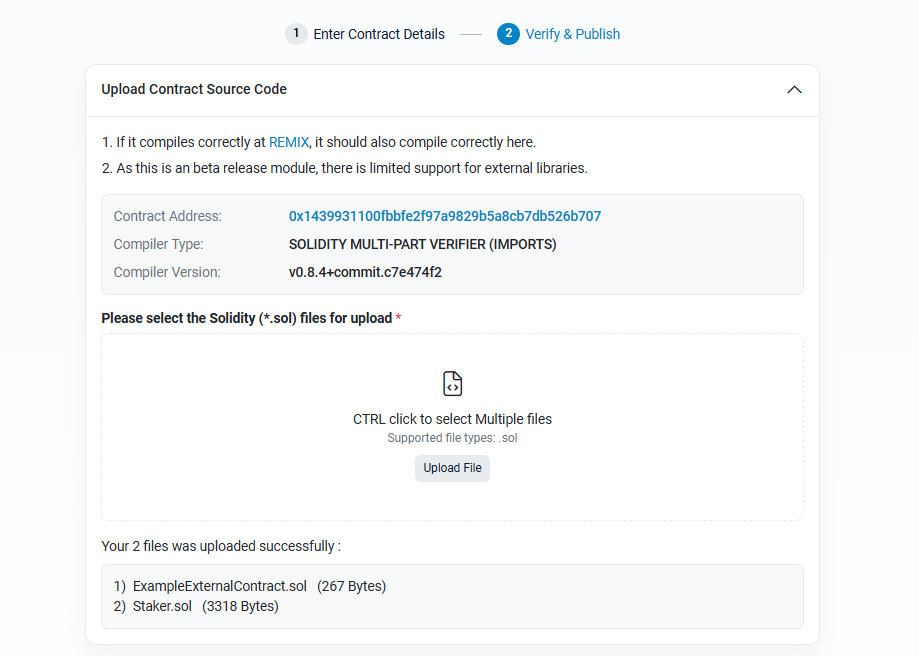 1 Enter Contract Details 2 Verify & Publish
Upload Contract Source Code
1. If it compiles correctly at REMIX, it should also compile correctly here.
2. As this is an beta release module, there is limited support for external libraries.
Contract Address: 0x1439931100fbbfe2f97a9829b5a8cb7db526b707
Compiler Type: SOLIDITY MULTI-PART VERIFIER (IMPORTS)
Compiler Version: v0.8.4+commit.c7e474f2
Please select the Solidity (*.sol) files for upload *
CTRL click to select Multiple files
Supported file types: .sol
Upload File
Your 2 files was uploaded successfully :
1) ExampleExternalContract.sol (267 Bytes)
2) Staker.sol (3318 Bytes)